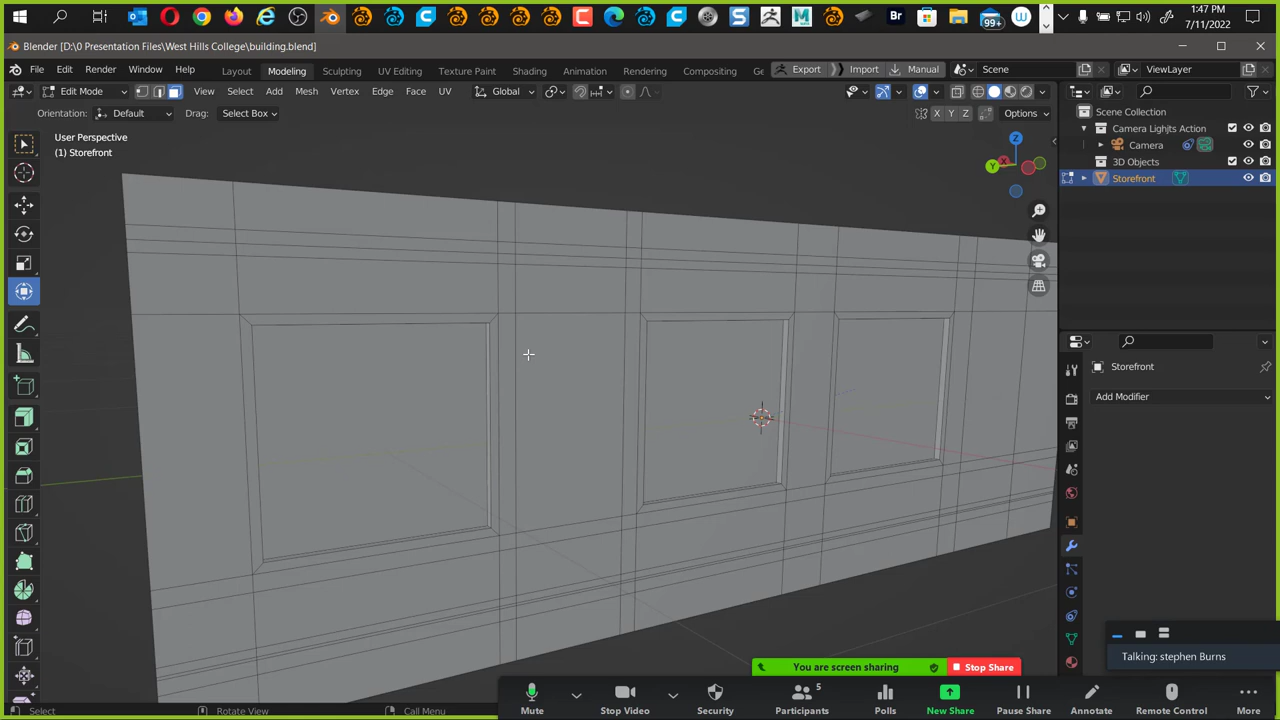 1:47 PM
7/11/2022
99+
Br
Blender [D:\0 Presentation Files\West Hills College\building.blend]
File Edit Render Window Help
Layout Modeling Sculpting UV Editing Texture Paint Shading Animation Rendering Compositing Ge
Export Import Manual Scene ViewLayer
Edit Mode View Select Add Mesh Vertex Edge Face UV Global
Orientation: Default Drag: Select Box X Y Z Options
User Perspective
(1) Storefront
Z
Y
X
Scene Collection
Camera Lights Action
Camera
3D Objects
Storefront
Storefront
Add Modifier
Talking: stephen Burns
You are screen sharing Stop Share
Mute Stop Video Security Participants 5 Polls New Share Pause Share Annotate Remote Control More
Select Rotate View Call Menu